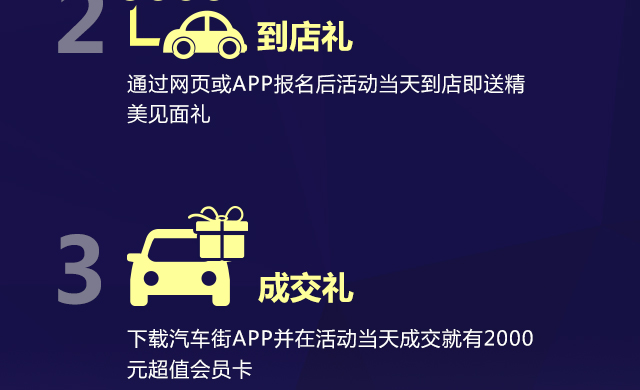 2
到店礼
通过网页或APP报名后活动当天到店即送精
美见面礼
3
成交礼
下载汽车街APP并在活动当天成交就有2000
元超值会员卡